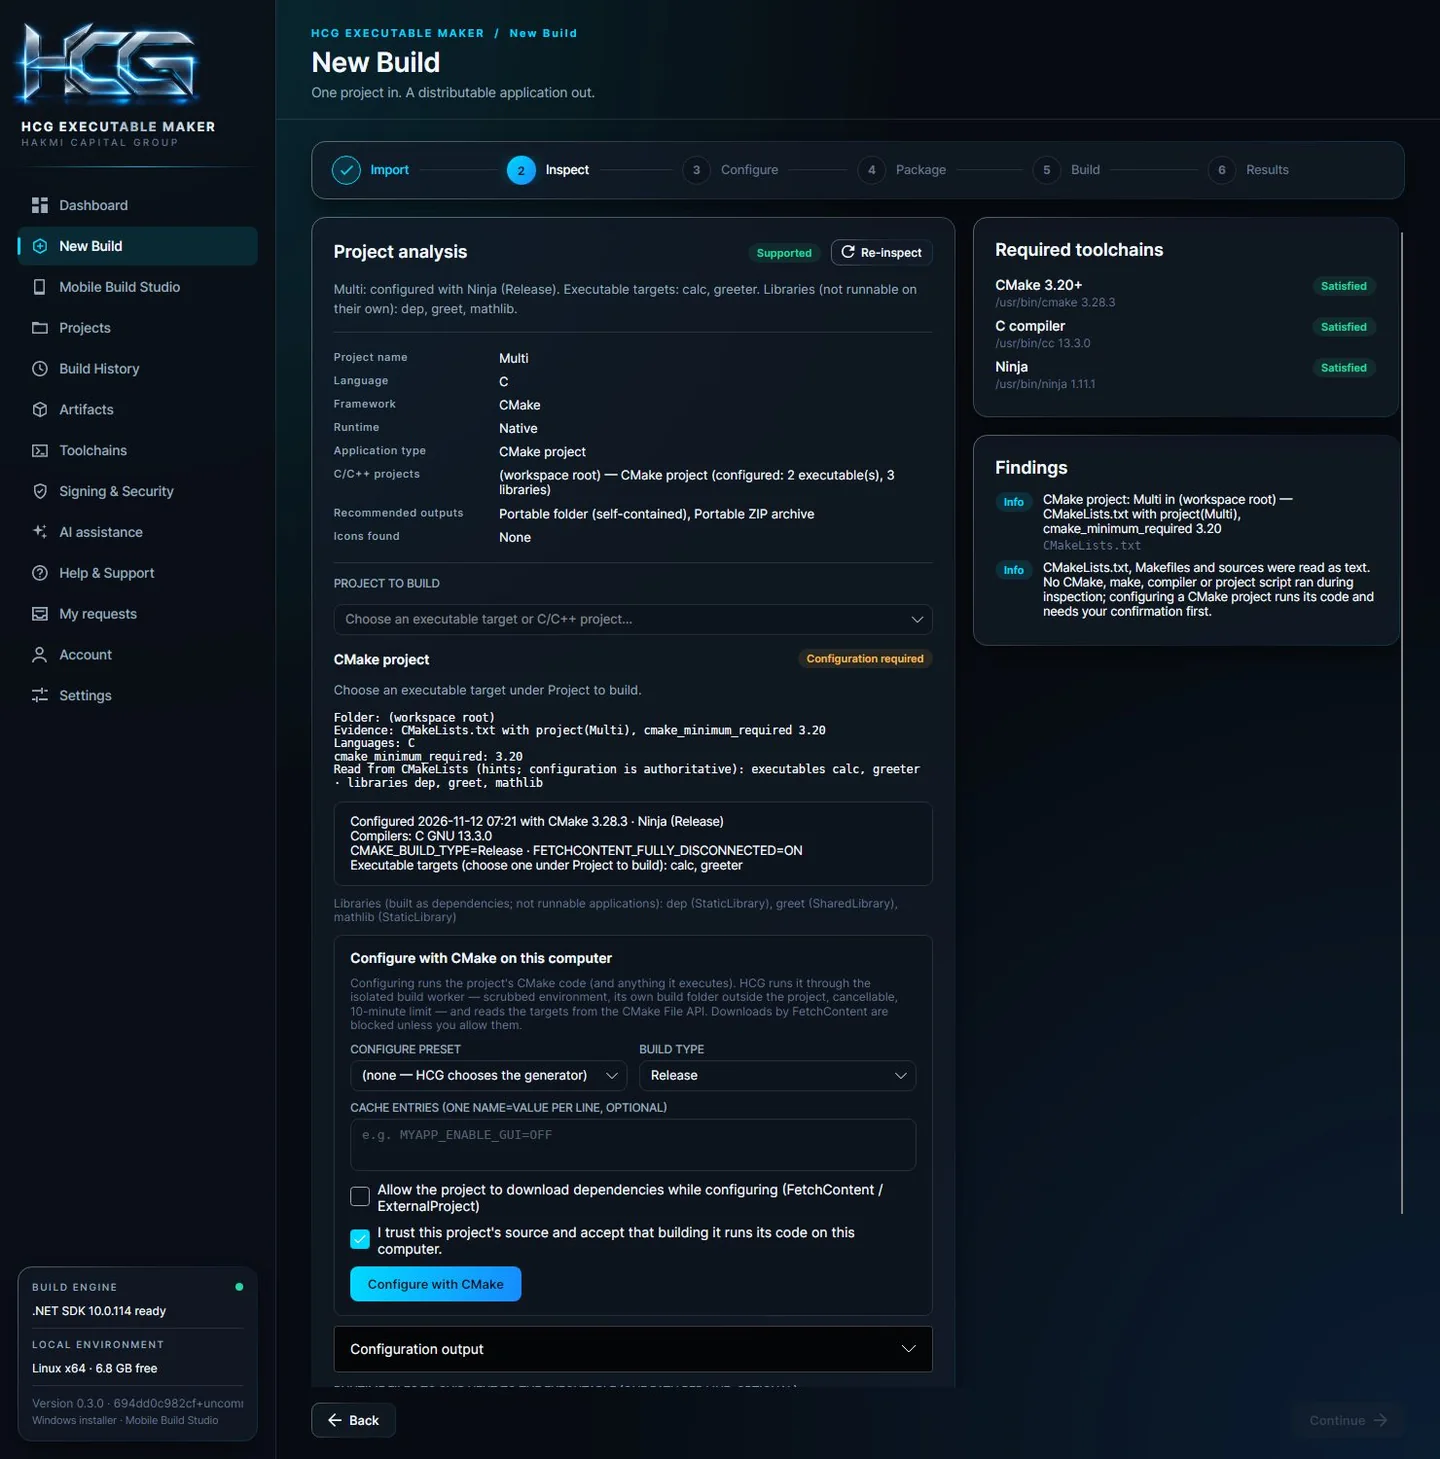 HCG
HCG EXECUTABLE MAKER
HAKMI CAPITAL GROUP
Dashboard
New Build
Mobile Build Studio
Projects
Build History
Artifacts
Toolchains
Signing & Security
AI assistance
Help & Support
My requests
Account
Settings
BUILD ENGINE
.NET SDK 10.0.114 ready
LOCAL ENVIRONMENT
Linux x64 · 6.8 GB free
Version 0.3.0 · 694dd0c982cf+uncomm
Windows installer · Mobile Build Studio
HCG EXECUTABLE MAKER / New Build
New Build
One project in. A distributable application out.
Import
2 Inspect
3 Configure
4 Package
5 Build
6 Results
Project analysis
Supported
Re-inspect
Multi: configured with Ninja (Release). Executable targets: calc, greeter. Libraries (not runnable on
their own): dep, greet, mathlib.
Project name Multi
Language C
Framework CMake
Runtime Native
Application type CMake project
C/C++ projects (workspace root) — CMake project (configured: 2 executable(s), 3
libraries)
Recommended outputs Portable folder (self-contained), Portable ZIP archive
Icons found None
PROJECT TO BUILD
Choose an executable target or C/C++ project...
CMake project
Configuration required
Choose an executable target under Project to build.
Folder: (workspace root)
Evidence: CMakeLists.txt with project(Multi), cmake_minimum_required 3.20
Languages: C
cmake_minimum_required: 3.20
Read from CMakeLists (hints; configuration is authoritative): executables calc, greeter
· libraries dep, greet, mathlib
Configured 2026-11-12 07:21 with CMake 3.28.3 · Ninja (Release)
Compilers: C GNU 13.3.0
CMAKE_BUILD_TYPE=Release · FETCHCONTENT_FULLY_DISCONNECTED=ON
Executable targets (choose one under Project to build): calc, greeter
Libraries (built as dependencies; not runnable applications): dep (StaticLibrary), greet (SharedLibrary),
mathlib (StaticLibrary)
Configure with CMake on this computer
Configuring runs the project's CMake code (and anything it executes). HCG runs it through the
isolated build worker — scrubbed environment, its own build folder outside the project, cancellable,
10-minute limit — and reads the targets from the CMake File API. Downloads by FetchContent are
blocked unless you allow them.
CONFIGURE PRESET
(none — HCG chooses the generator)
BUILD TYPE
Release
CACHE ENTRIES (ONE NAME=VALUE PER LINE, OPTIONAL)
e.g. MYAPP_ENABLE_GUI=OFF
Allow the project to download dependencies while configuring (FetchContent /
ExternalProject)
I trust this project's source and accept that building it runs its code on this
computer.
Configure with CMake
Configuration output
RUNTIME FILES TO SHIP NEXT TO THE EXECUTABLE (ONE PATH PER LINE, OPTIONAL)
Back
Continue
Required toolchains
CMake 3.20+
Satisfied
/usr/bin/cmake 3.28.3
C compiler
Satisfied
/usr/bin/cc 13.3.0
Ninja
Satisfied
/usr/bin/ninja 1.11.1
Findings
Info
CMake project: Multi in (workspace root) —
CMakeLists.txt with project(Multi),
cmake_minimum_required 3.20
CMakeLists.txt
Info
CMakeLists.txt, Makefiles and sources were read as text.
No CMake, make, compiler or project script ran during
inspection; configuring a CMake project runs its code and
needs your confirmation first.